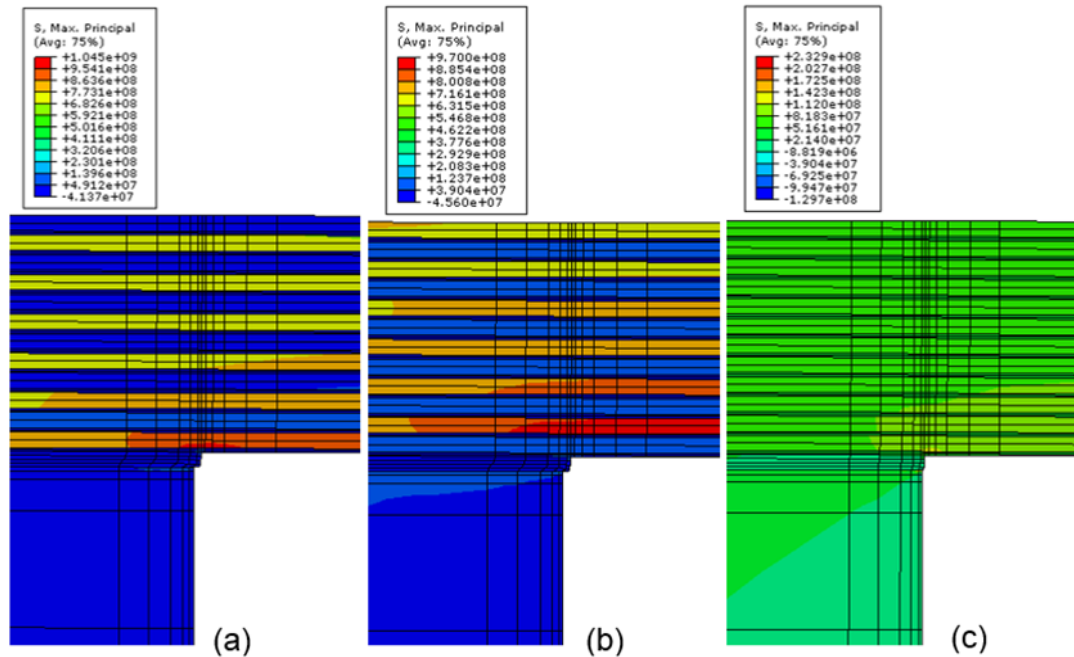 S, Max. Principal
(Avg: 75%)
+1.045e+09
+9.541e+08
+8.636e+08
+7.731e+08
+6.826e+08
+5.921e+08
+5.016e+08
+4.111e+08
+3.206e+08
+2.301e+08
+1.396e+08
+4.912e+07
-4.137e+07
S, Max. Principal
(Avg: 75%)
+9.700e+08
+8.854e+08
+8.008e+08
+7.161e+08
+6.315e+08
+5.468e+08
+4.622e+08
+3.776e+08
+2.929e+08
+2.083e+08
+1.237e+08
+3.904e+07
-4.560e+07
S, Max. Principal
(Avg: 75%)
+2.329e+08
+2.027e+08
+1.725e+08
+1.423e+08
+1.120e+08
+8.183e+07
+5.161e+07
+2.140e+07
-8.819e+06
-3.904e+07
-6.925e+07
-9.947e+07
-1.297e+08
(a)
(b)
(c)